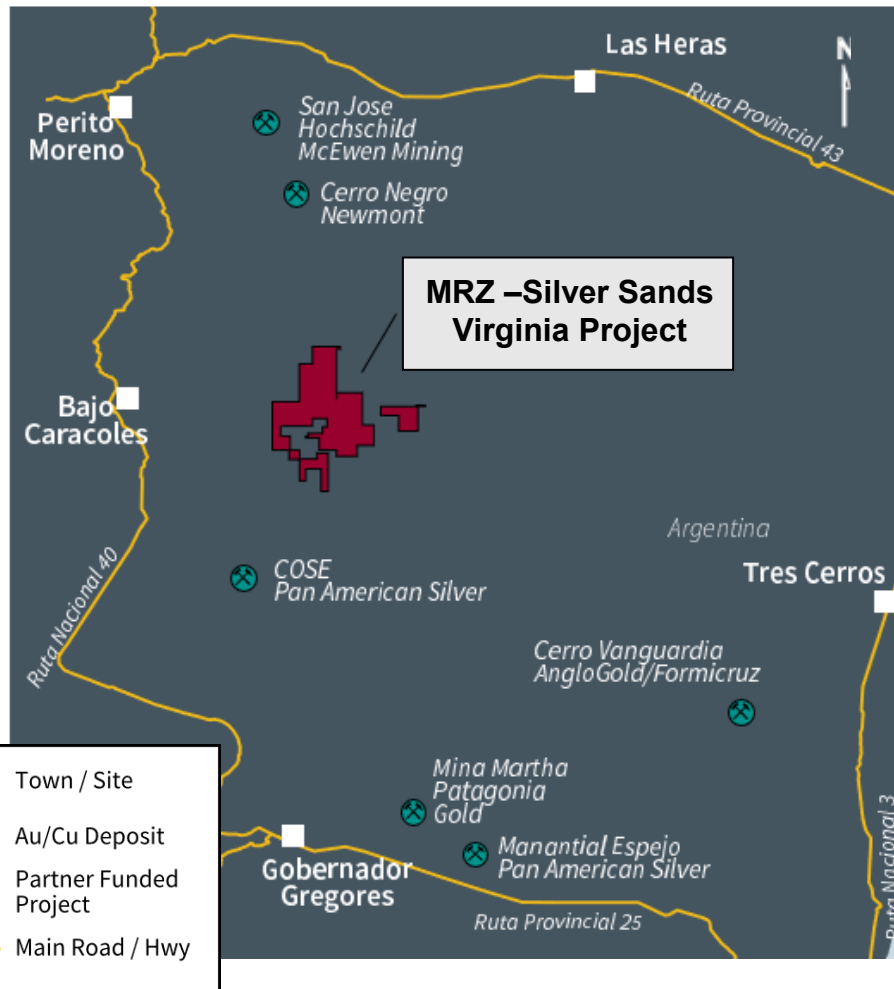 Las Heras
N
Ruta Provincial 43
Perito
Moreno
San Jose
Hochschild
McEwen Mining
Cerro Negro
Newmont
MRZ –Silver Sands
Virginia Project
Bajo
Caracoles
Argentina
COSE
Pan American Silver
Tres Cerros
Ruta Nacional 40
Cerro Vanguardia
AngloGold/Formicruz
Mina Martha
Patagonia
Gold
Manantial Espejo
Pan American Silver
Gobernador
Gregores
Ruta Provincial 25
Ruta Nacional 3
Town / Site
Au/Cu Deposit
Partner Funded
Project
Main Road / Hwy